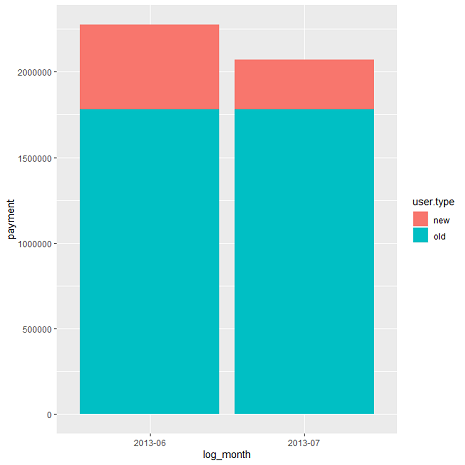 2000000
1500000
1000000
500000
0
payment
2013-06 2013-07
log_month
user.type
new
old